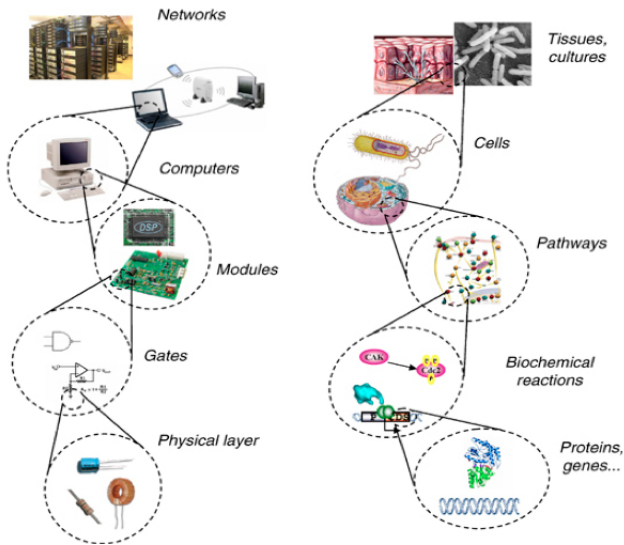 Networks
Computers
DSP
Modules
Gates
Physical layer
Tissues,
cultures
Cells
Pathways
Biochemical
reactions
CAK
Cdc2
P
P
P
Proteins,
genes...